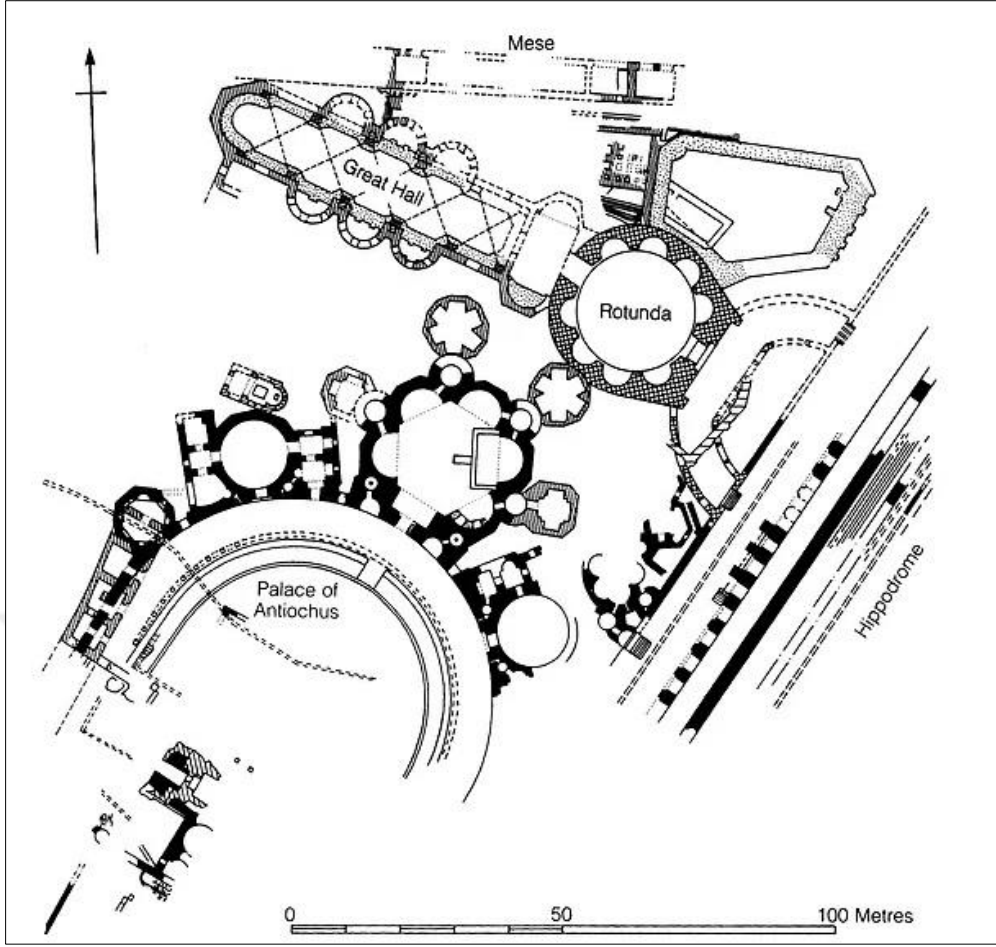 Mese
Great Hall
Rotunda
Palace of
Antiochus
Hippodrome
0 50 100 Metres